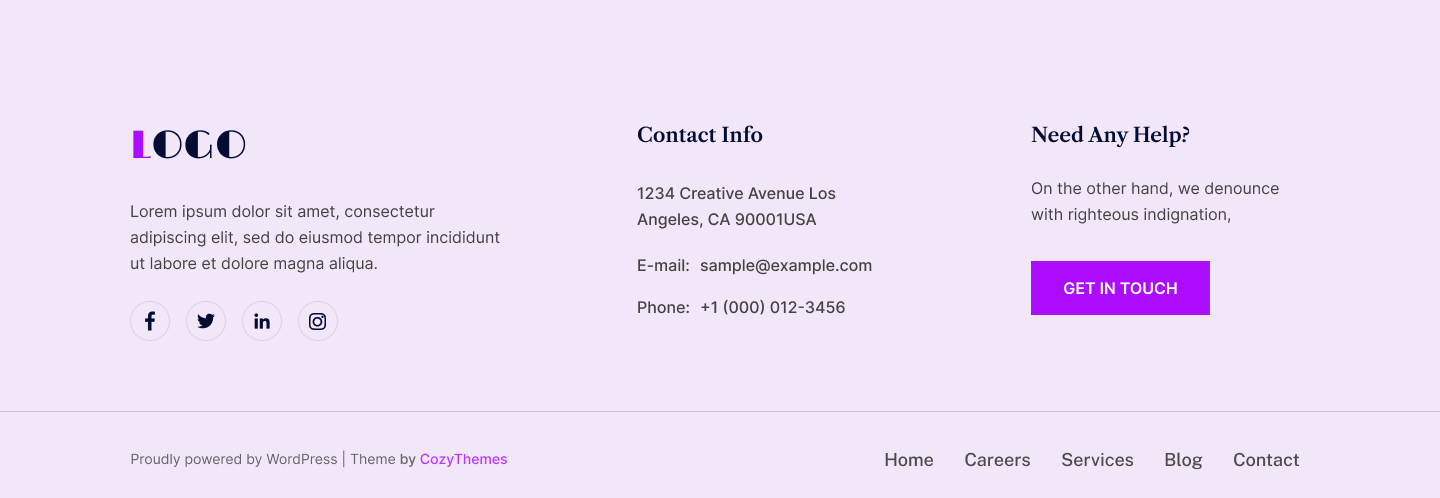 LOGO
Lorem ipsum dolor sit amet, consectetur
adipiscing elit, sed do eiusmod tempor incididunt
ut labore et dolore magna aliqua.
Contact Info
1234 Creative Avenue Los
Angeles, CA 90001USA
E-mail: sample@example.com
Phone: +1 (000) 012-3456
Need Any Help?
On the other hand, we denounce
with righteous indignation,
GET IN TOUCH
Proudly powered by WordPress | Theme by CozyThemes
Home Careers Services Blog Contact